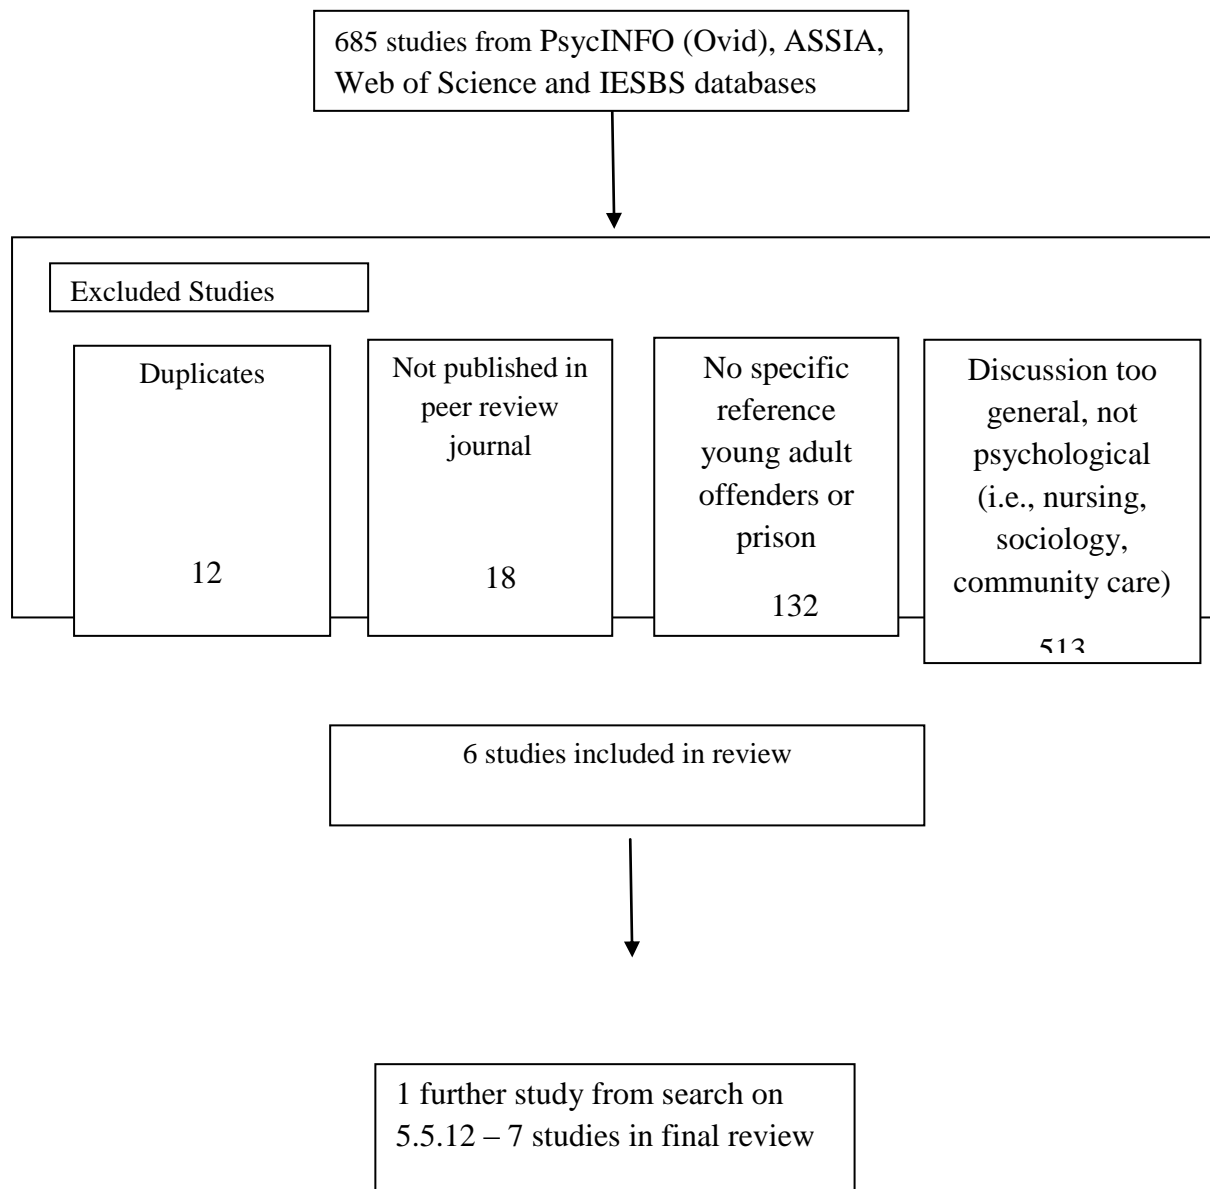 685 studies from PsycINFO (Ovid), ASSIA,
Web of Science and IESBS databases
Excluded Studies
Duplicates
12
Not published in
peer review
journal
18
No specific
reference
young adult
offenders or
prison
132
Discussion too
general, not
psychological
(i.e., nursing,
sociology,
community care)
513
6 studies included in review
1 further study from search on
5.5.12 – 7 studies in final review